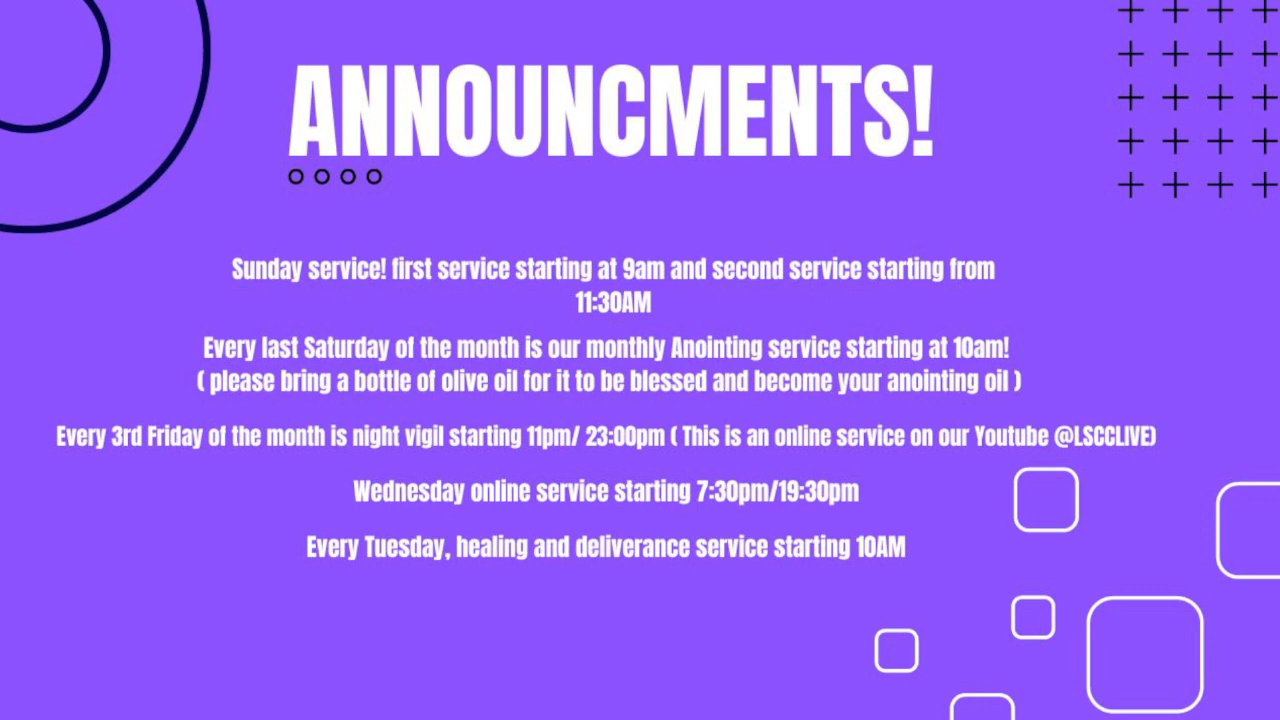 ANNOUNCMENTS!
Sunday service! first service starting at 9am and second service starting from
11:30AM
Every last Saturday of the month is our monthly Anointing service starting at 10am!
( please bring a bottle of olive oil for it to be blessed and become your anointing oil )
Every 3rd Friday of the month is night vigil starting 11pm/ 23:00pm ( This is an online service on our Youtube @LSCCLIVE)
Wednesday online service starting 7:30pm/19:30pm
Every Tuesday, healing and deliverance service starting 10AM